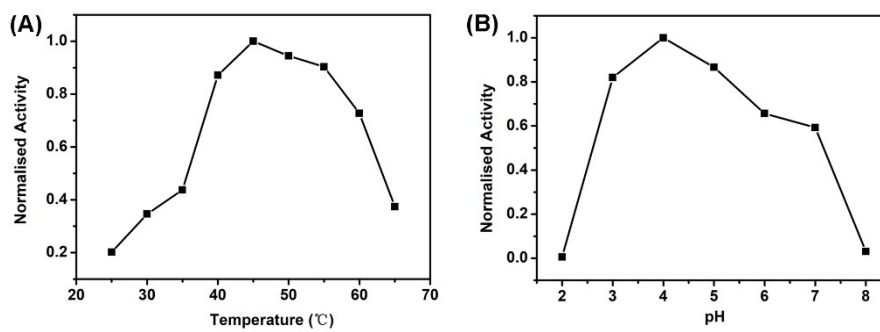 (A)
Normalised Activity
1.0
0.8
0.6
0.4
0.2
20 30 40 50 60 70
Temperature (℃)
(B)
Normalised Activity
1.0
0.8
0.6
0.4
0.2
0.0
2 3 4 5 6 7 8
pH